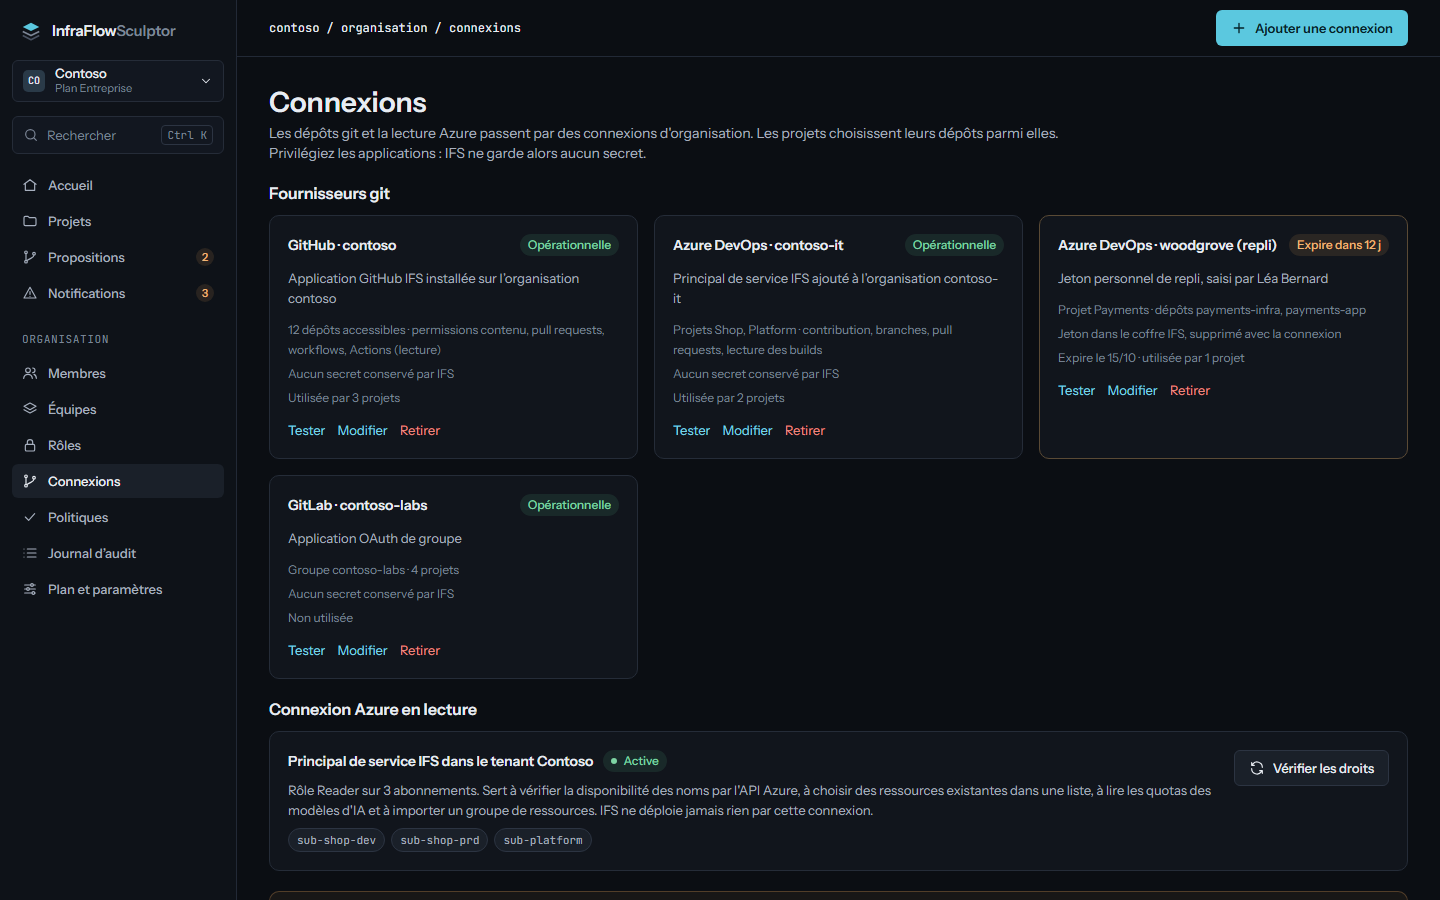 InfraFlowSculptor
CO
Contoso
Plan Entreprise
Rechercher
Ctrl K
Accueil
Projets
Propositions
2
Notifications
3
ORGANISATION
Membres
Équipes
Rôles
Connexions
Politiques
Journal d'audit
Plan et paramètres
contoso / organisation / connexions
Ajouter une connexion
Connexions
Les dépôts git et la lecture Azure passent par des connexions d'organisation. Les projets choisissent leurs dépôts parmi elles.
Privilégiez les applications : IFS ne garde alors aucun secret.
Fournisseurs git
GitHub · contoso
Opérationnelle
Application GitHub IFS installée sur l'organisation
contoso
12 dépôts accessibles · permissions contenu, pull requests,
workflows, Actions (lecture)
Aucun secret conservé par IFS
Utilisée par 3 projets
Tester Modifier Retirer
Azure DevOps · contoso-it
Opérationnelle
Principal de service IFS ajouté à l'organisation contoso-
it
Projets Shop, Platform · contribution, branches, pull
requests, lecture des builds
Aucun secret conservé par IFS
Utilisée par 2 projets
Tester Modifier Retirer
Azure DevOps · woodgrove (repli)
Expire dans 12 j
Jeton personnel de repli, saisi par Léa Bernard
Projet Payments · dépôts payments-infra, payments-app
Jeton dans le coffre IFS, supprimé avec la connexion
Expire le 15/10 · utilisée par 1 projet
Tester Modifier Retirer
GitLab · contoso-labs
Opérationnelle
Application OAuth de groupe
Groupe contoso-labs · 4 projets
Aucun secret conservé par IFS
Non utilisée
Tester Modifier Retirer
Connexion Azure en lecture
Principal de service IFS dans le tenant Contoso
Active
Vérifier les droits
Rôle Reader sur 3 abonnements. Sert à vérifier la disponibilité des noms par l'API Azure, à choisir des ressources existantes dans une liste, à lire les quotas des
modèles d'IA et à importer un groupe de ressources. IFS ne déploie jamais rien par cette connexion.
sub-shop-dev
sub-shop-prd
sub-platform